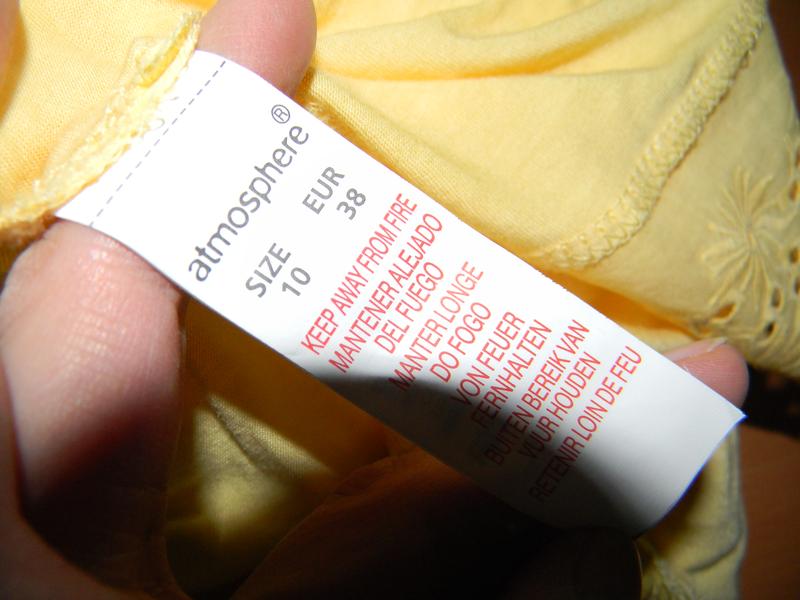 atmosphere®
SIZE EUR
10 38
KEEP AWAY FROM FIRE
MANTENER ALEJADO
DEL FUEGO
MANTER LONGE
DO FOGO
VON FEUER
FERNHALTEN
BUITEN BEREIK VAN
VUUR HOUDEN
RETENIR LOIN DE FEU